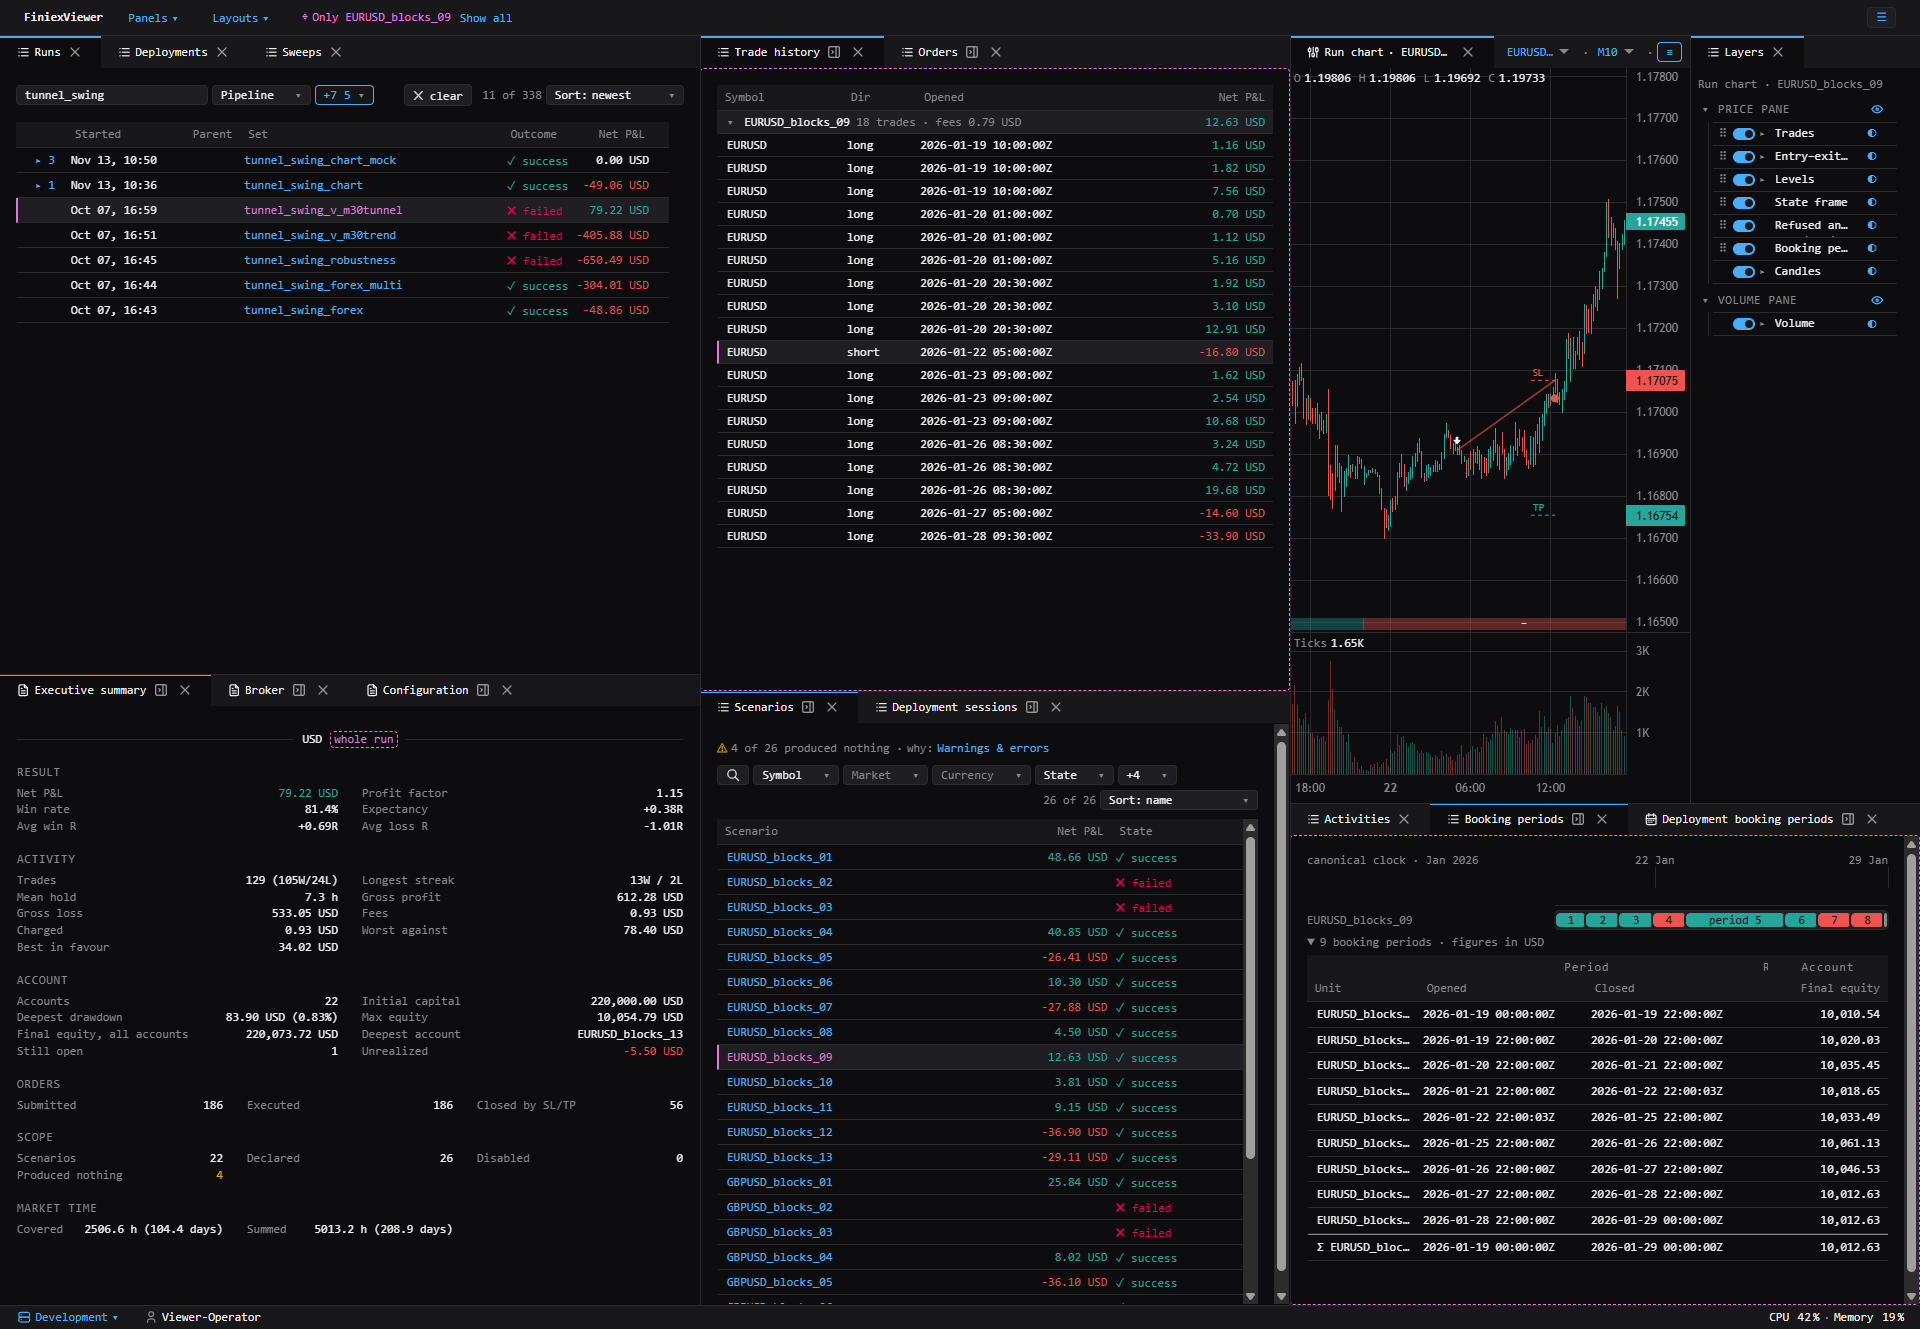 FiniexViewer Panels ▾ Layouts ▾ Only EURUSD_blocks_09 Show all
Runs Deployments Sweeps
tunnel_swing Pipeline +7 5 clear 11 of 338 Sort: newest
Started Parent Set Outcome Net P&L
3 Nov 13, 10:50 tunnel_swing_chart_mock ✓ success 0.00 USD
1 Nov 13, 10:36 tunnel_swing_chart ✓ success -49.06 USD
Oct 07, 16:59 tunnel_swing_v_m30tunnel ✕ failed 79.22 USD
Oct 07, 16:51 tunnel_swing_v_m30trend ✕ failed -405.88 USD
Oct 07, 16:45 tunnel_swing_robustness ✕ failed -650.49 USD
Oct 07, 16:44 tunnel_swing_forex_multi ✓ success -304.01 USD
Oct 07, 16:43 tunnel_swing_forex ✓ success -48.86 USD
Executive summary Broker Configuration
USD whole run
RESULT
Net P&L 79.22 USD Profit factor 1.15
Win rate 81.4% Expectancy +0.38R
Avg win R +0.69R Avg loss R -1.01R
ACTIVITY
Trades 129 (105W/24L) Longest streak 13W / 2L
Mean hold 7.3 h Gross profit 612.28 USD
Gross loss 533.05 USD Fees 0.93 USD
Charged 0.93 USD Worst against 78.40 USD
Best in favour 34.02 USD
ACCOUNT
Accounts 22 Initial capital 220,000.00 USD
Deepest drawdown 83.90 USD (0.83%) Max equity 10,054.79 USD
Final equity, all accounts 220,073.72 USD Deepest account EURUSD_blocks_13
Still open 1 Unrealized -5.50 USD
ORDERS
Submitted 186 Executed 186 Closed by SL/TP 56
SCOPE
Scenarios 22 Declared 26 Disabled 0
Produced nothing 4
MARKET TIME
Covered 2506.6 h (104.4 days) Summed 5013.2 h (208.9 days)
Trade history Orders
Symbol Dir Opened Net P&L
EURUSD_blocks_09 18 trades · fees 0.79 USD 12.63 USD
EURUSD long 2026-01-19 10:00:00Z 1.16 USD
EURUSD long 2026-01-19 10:00:00Z 1.82 USD
EURUSD long 2026-01-19 10:00:00Z 7.56 USD
EURUSD long 2026-01-20 01:00:00Z 0.70 USD
EURUSD long 2026-01-20 01:00:00Z 1.12 USD
EURUSD long 2026-01-20 01:00:00Z 5.16 USD
EURUSD long 2026-01-20 20:30:00Z 1.92 USD
EURUSD long 2026-01-20 20:30:00Z 3.10 USD
EURUSD long 2026-01-20 20:30:00Z 12.91 USD
EURUSD short 2026-01-22 05:00:00Z -16.80 USD
EURUSD long 2026-01-23 09:00:00Z 1.62 USD
EURUSD long 2026-01-23 09:00:00Z 2.54 USD
EURUSD long 2026-01-23 09:00:00Z 10.68 USD
EURUSD long 2026-01-26 08:30:00Z 3.24 USD
EURUSD long 2026-01-26 08:30:00Z 4.72 USD
EURUSD long 2026-01-26 08:30:00Z 19.68 USD
EURUSD long 2026-01-27 05:00:00Z -14.60 USD
EURUSD long 2026-01-28 09:30:00Z -33.90 USD
Scenarios Deployment sessions
4 of 26 produced nothing · why: Warnings & errors
Symbol Market Currency State +4
26 of 26 Sort: name
Scenario Net P&L State
EURUSD_blocks_01 48.66 USD ✓ success
EURUSD_blocks_02 ✕ failed
EURUSD_blocks_03 ✕ failed
EURUSD_blocks_04 40.85 USD ✓ success
EURUSD_blocks_05 -26.41 USD ✓ success
EURUSD_blocks_06 10.30 USD ✓ success
EURUSD_blocks_07 -27.88 USD ✓ success
EURUSD_blocks_08 4.50 USD ✓ success
EURUSD_blocks_09 12.63 USD ✓ success
EURUSD_blocks_10 3.81 USD ✓ success
EURUSD_blocks_11 9.15 USD ✓ success
EURUSD_blocks_12 -36.90 USD ✓ success
EURUSD_blocks_13 -29.11 USD ✓ success
GBPUSD_blocks_01 25.84 USD ✓ success
GBPUSD_blocks_02 ✕ failed
GBPUSD_blocks_03 ✕ failed
GBPUSD_blocks_04 8.02 USD ✓ success
GBPUSD_blocks_05 -36.10 USD ✓ success
Run chart · EURUSD… EURUSD… · M10 ·
O 1.19806 H 1.19806 L 1.19692 C 1.19733
1.17800
1.17700
1.17600
1.17500
1.17455
1.17400
1.17300
1.17200
1.17100
SL 1.17075
1.17000
1.16900
1.16800
TP 1.16754
1.16700
1.16600
1.16500
Ticks 1.65K
3K
2K
1K
18:00 22 06:00 12:00
Layers
Run chart · EURUSD_blocks_09
PRICE PANE
Trades
Entry-exit…
Levels
State frame
Refused an…
Booking pe…
Candles
VOLUME PANE
Volume
Activities Booking periods Deployment booking periods
canonical clock · Jan 2026 22 Jan 29 Jan
EURUSD_blocks_09 1 2 3 4 period 5 6 7 8
▼ 9 booking periods · figures in USD
Period R Account
Unit Opened Closed Final equity
EURUSD_blocks… 2026-01-19 00:00:00Z 2026-01-19 22:00:00Z 10,010.54
EURUSD_blocks… 2026-01-19 22:00:00Z 2026-01-20 22:00:00Z 10,020.03
EURUSD_blocks… 2026-01-20 22:00:00Z 2026-01-21 22:00:00Z 10,035.45
EURUSD_blocks… 2026-01-21 22:00:00Z 2026-01-22 22:00:03Z 10,018.65
EURUSD_blocks… 2026-01-22 22:00:03Z 2026-01-25 22:00:00Z 10,033.49
EURUSD_blocks… 2026-01-25 22:00:00Z 2026-01-26 22:00:00Z 10,061.13
EURUSD_blocks… 2026-01-26 22:00:00Z 2026-01-27 22:00:00Z 10,046.53
EURUSD_blocks… 2026-01-27 22:00:00Z 2026-01-28 22:00:00Z 10,012.63
EURUSD_blocks… 2026-01-28 22:00:00Z 2026-01-29 00:00:00Z 10,012.63
Σ EURUSD_bloc… 2026-01-19 00:00:00Z 2026-01-29 00:00:00Z 10,012.63
Development ▾ Viewer-Operator CPU 42% · Memory 19%